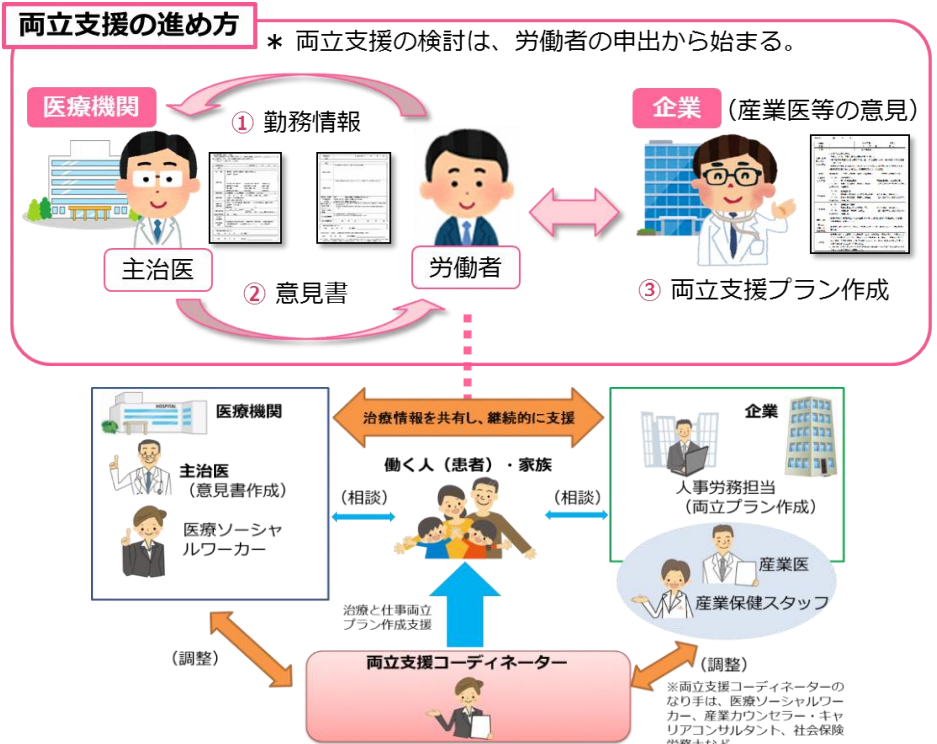 両立支援の進め方
＊ 両立支援の検討は、労働者の申出から始まる。
医療機関
① 勤務情報
企業 （産業医等の意見）
主治医
労働者
② 意見書
③ 両立支援プラン作成
医療機関
HOSPITAL
主治医
（意見書作成）
医療ソーシャ
ルワーカー
治療情報を共有し、継続的に支援
働く人（患者）・家族
（相談）
（相談）
企業
人事労務担当
（両立プラン作成）
産業医
産業保健スタッフ
治療と仕事両立
プラン作成支援
（調整）
両立支援コーディネーター
（調整）
※両立支援コーディネーターの
なり手は、医療ソーシャルワー
カー、産業カウンセラー・キャ
リアコンサルタント、社会保険
労務士など